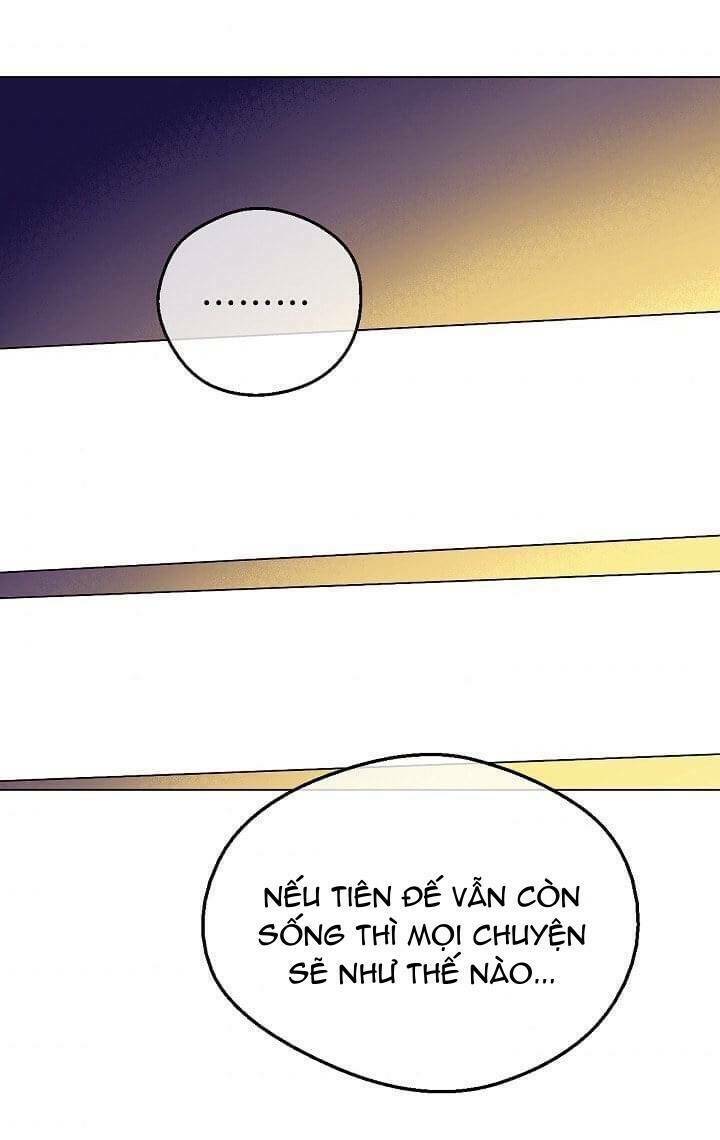 .........
NẾU TIÊN ĐẾ VẪN CÒN
SỐNG THÌ MỌI CHUYỆN
SẼ NHƯ THẾ NÀO...